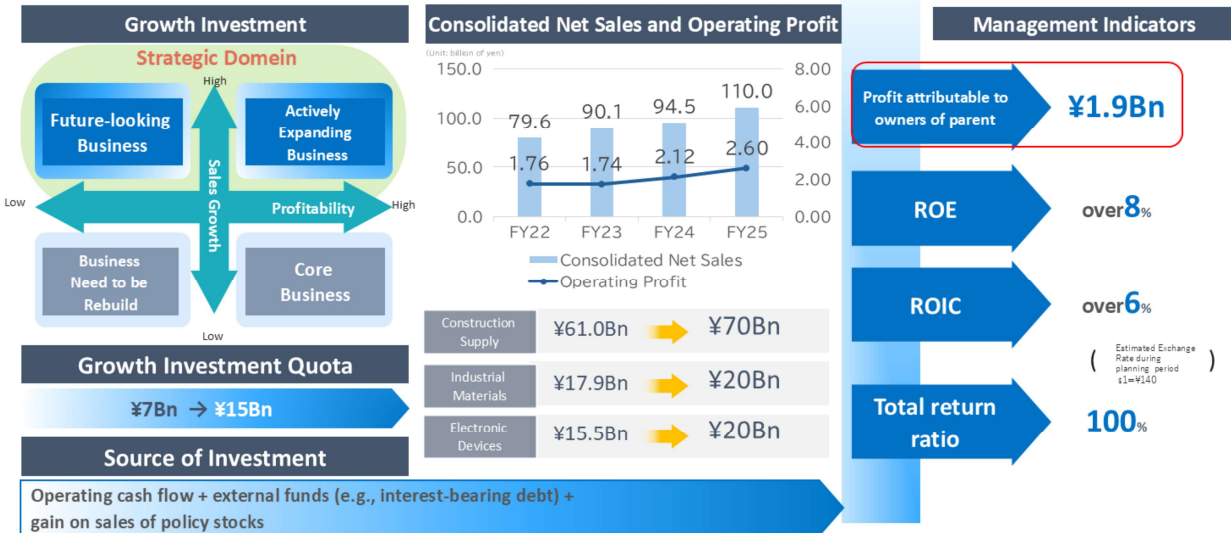 Growth Investment
Strategic Domain
High
Future-looking
Business
Actively
Expanding
Business
Sales Growth
Low
Profitability
High
Business
Need to be
Rebuild
Core
Business
Low
Growth Investment Quota
¥7Bn → ¥15Bn
Source of Investment
Operating cash flow + external funds (e.g., interest-bearing debt) +
gain on sales of policy stocks
Consolidated Net Sales and Operating Profit
(Unit: billion of yen)
150.0
100.0
50.0
0.0
8.00
6.00
4.00
2.00
0.00
79.6
90.1
94.5
110.0
1.76
1.74
2.12
2.60
FY22
FY23
FY24
FY25
Consolidated Net Sales
Operating Profit
Construction
Supply
¥61.0Bn
¥70Bn
Industrial
Materials
¥17.9Bn
¥20Bn
Electronic
Devices
¥15.5Bn
¥20Bn
Management Indicators
Profit attributable to
owners of parent
¥1.9Bn
ROE
over8%
ROIC
over6%
( Estimated Exchange
Rate during
planning period
$1=¥140 )
Total return
ratio
100%